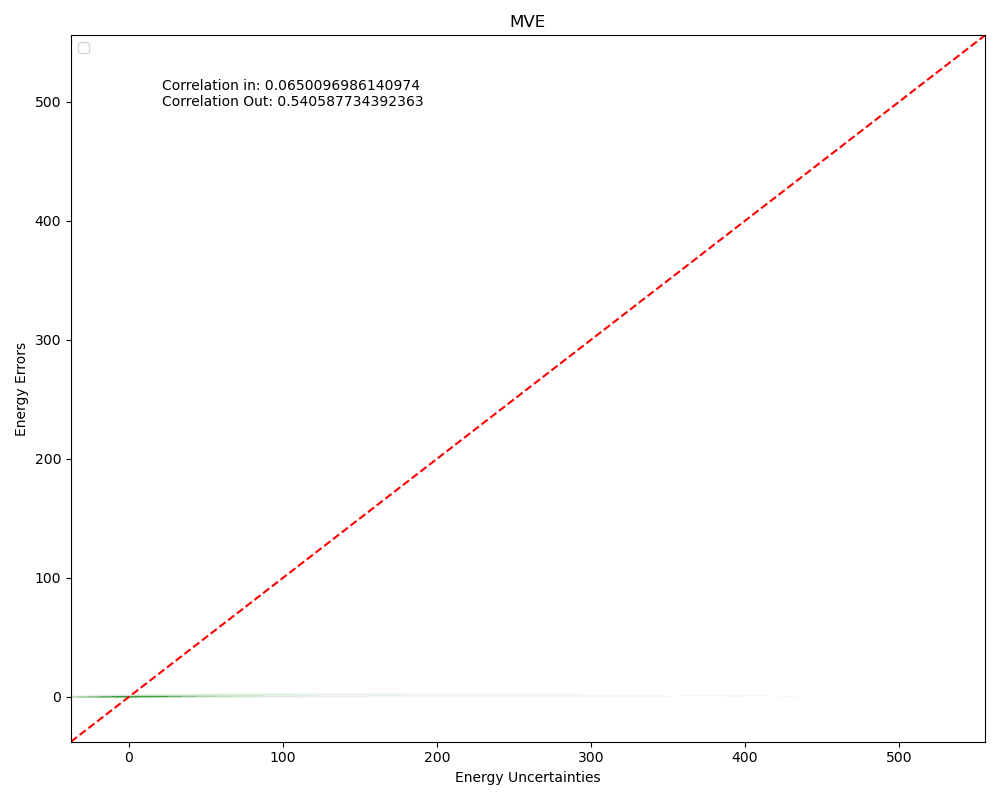 MVE
Correlation in: 0.0650096986140974
Correlation Out: 0.540587734392363
500
400
300
200
100
0
Energy Errors
0 100 200 300 400 500
Energy Uncertainties